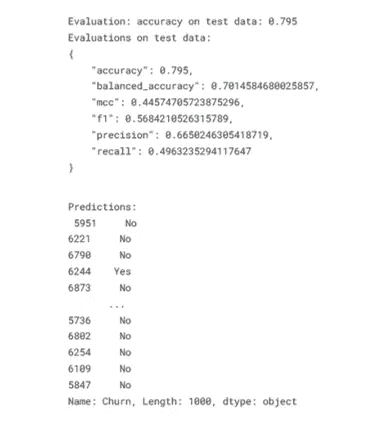 Evaluation: accuracy on test data: 0.795
Evaluations on test data:
{
"accuracy": 0.795,
"balanced_accuracy": 0.7014584680025857,
"mcc": 0.44574705723875296,
"f1": 0.5684210526315789,
"precision": 0.6650246305418719,
"recall": 0.4963235294117647
}
Predictions:
5951 No
6221 No
6790 No
6244 Yes
6873 No
...
5736 No
6802 No
6254 No
6109 No
5847 No
Name: Churn, Length: 1000, dtype: object